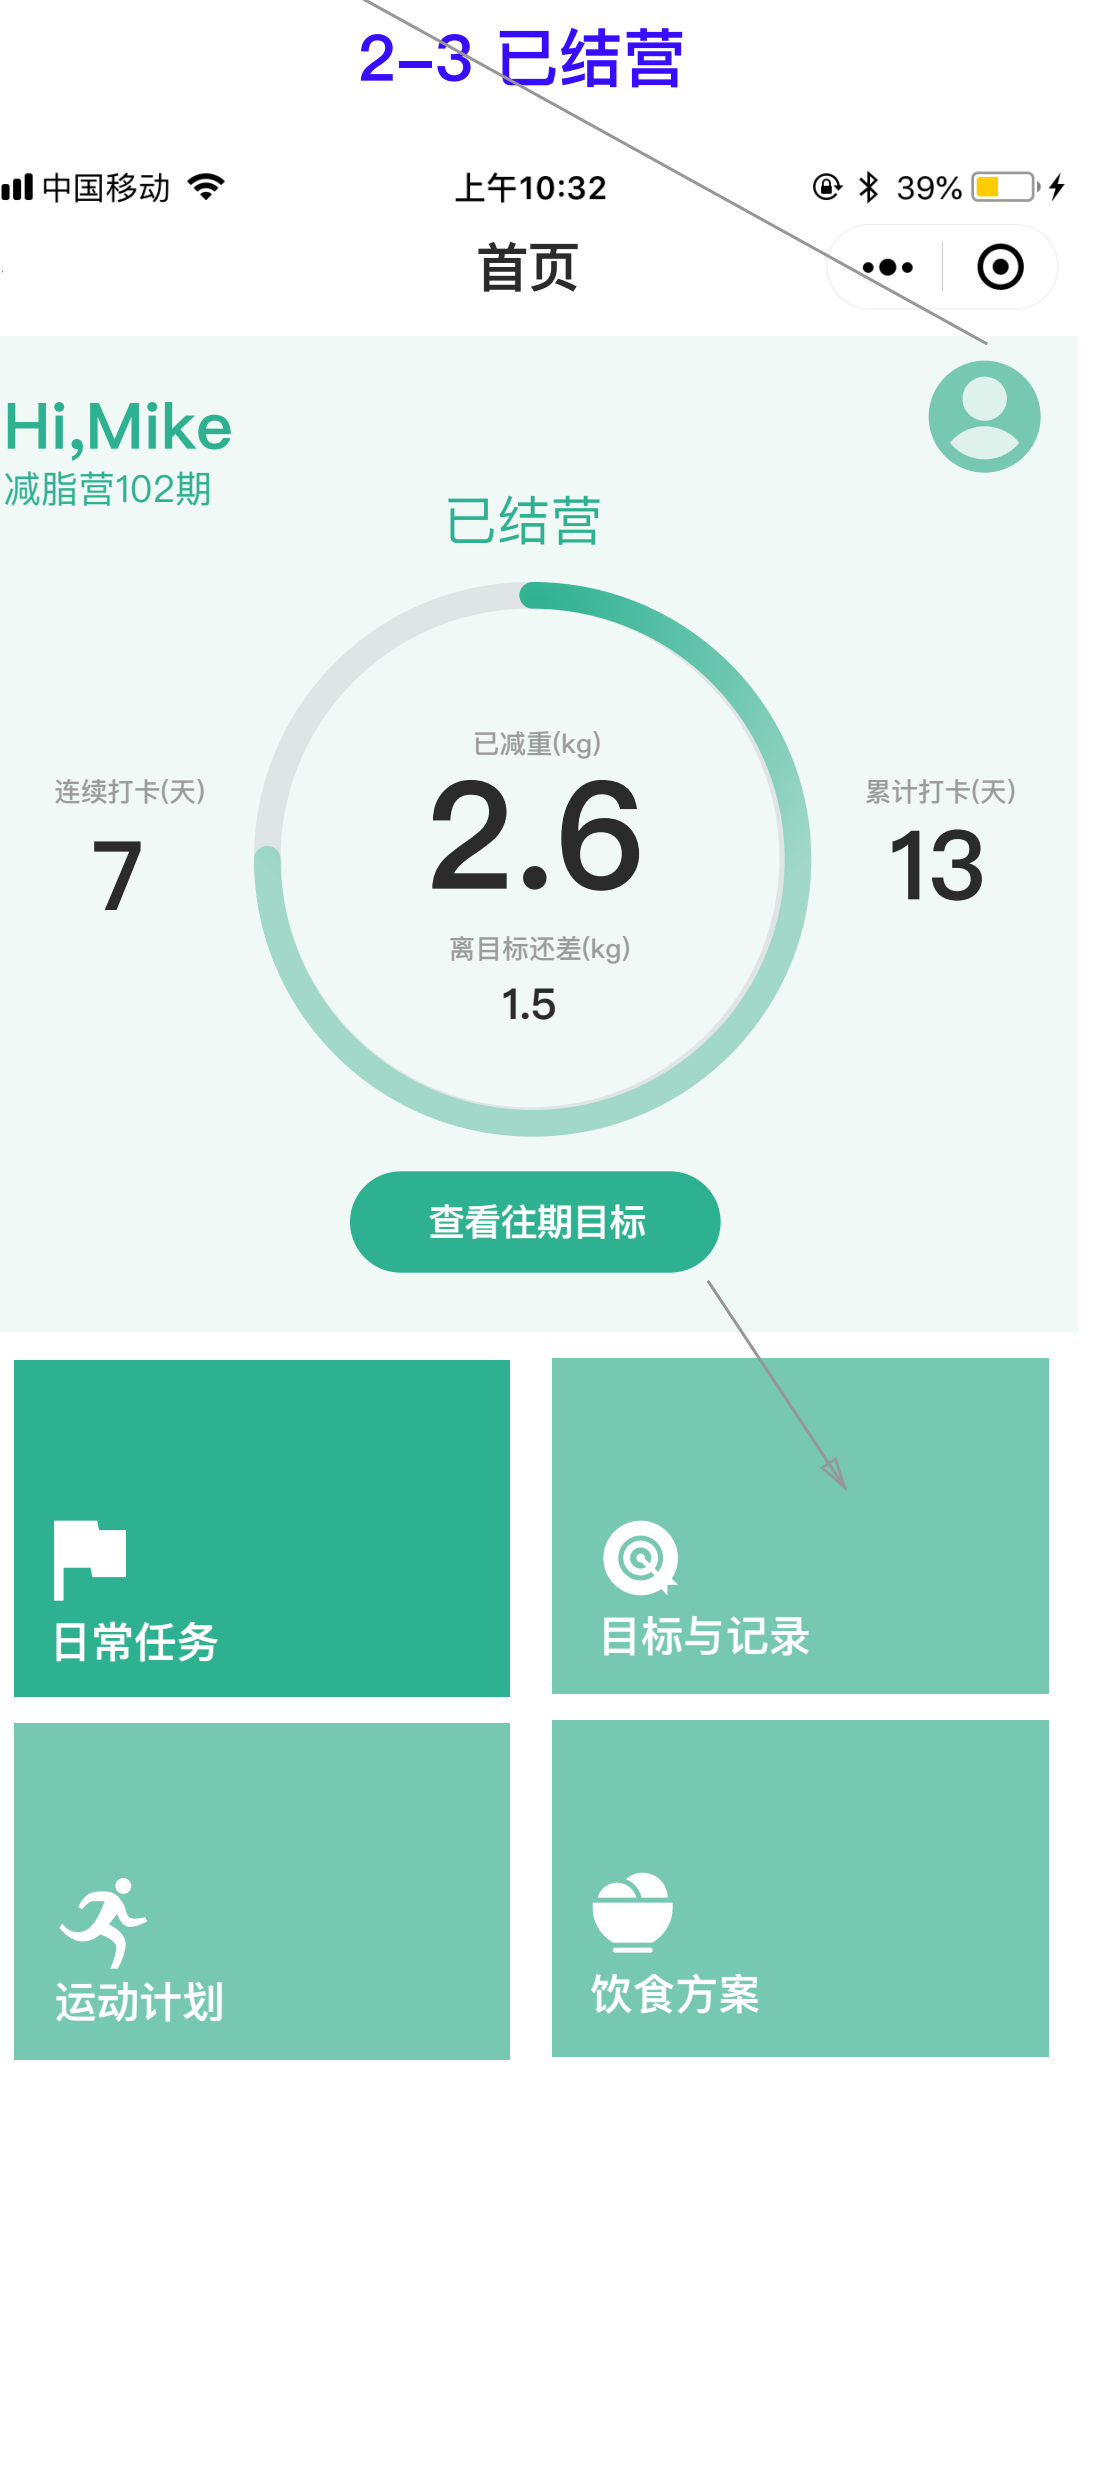 2-3 已结营
中国移动 上午10:32 39%
首页
Hi,Mike
减脂营102期
已结营
已减重(kg)
2.6
连续打卡(天)
7
累计打卡(天)
13
离目标还差(kg)
1.5
查看往期目标
日常任务
目标与记录
运动计划
饮食方案